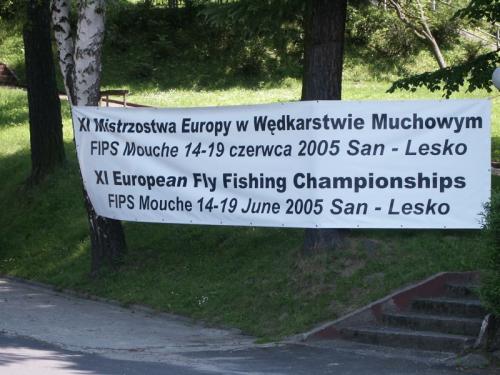 XI Mistrzostwa Europy w Wędkarstwie Muchowym
FIPS Mouche 14-19 czerwca 2005 San - Lesko
XI European Fly Fishing Championships
FIPS Mouche 14-19 June 2005 San - Lesko